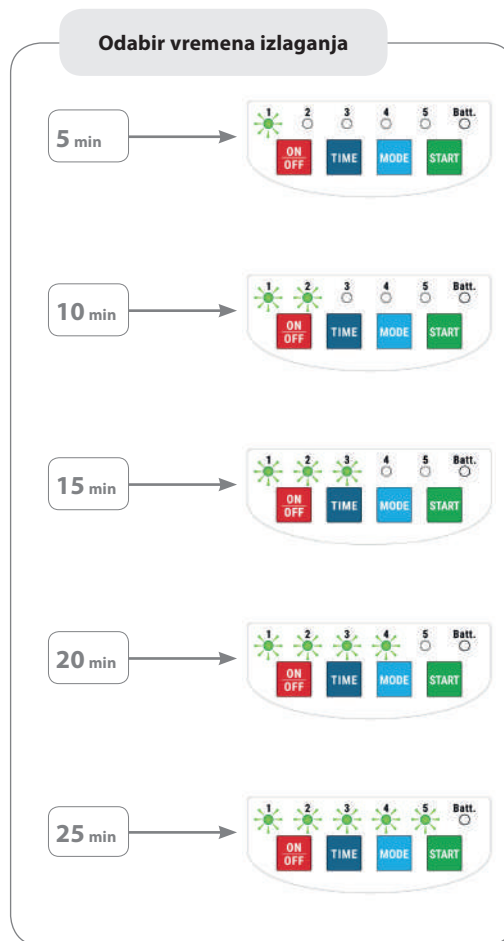 Odabir vremena izlaganja
5 min
1 2 3 4 5 Batt.
ON
OFF
TIME MODE START
10 min
1 2 3 4 5 Batt.
ON
OFF
TIME MODE START
15 min
1 2 3 4 5 Batt.
ON
OFF
TIME MODE START
20 min
1 2 3 4 5 Batt.
ON
OFF
TIME MODE START
25 min
1 2 3 4 5 Batt.
ON
OFF
TIME MODE START